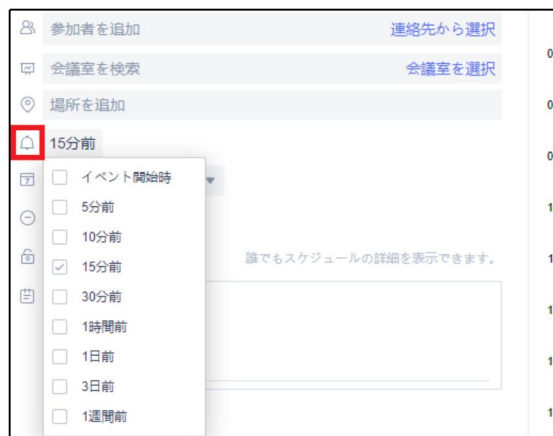 参加者を追加 連絡先から選択
会議室を検索 会議室を選択
場所を追加
15分前
イベント開始時
5分前
10分前
15分前
誰でもスケジュールの詳細を表示できます。
30分前
1時間前
1日前
3日前
1週間前